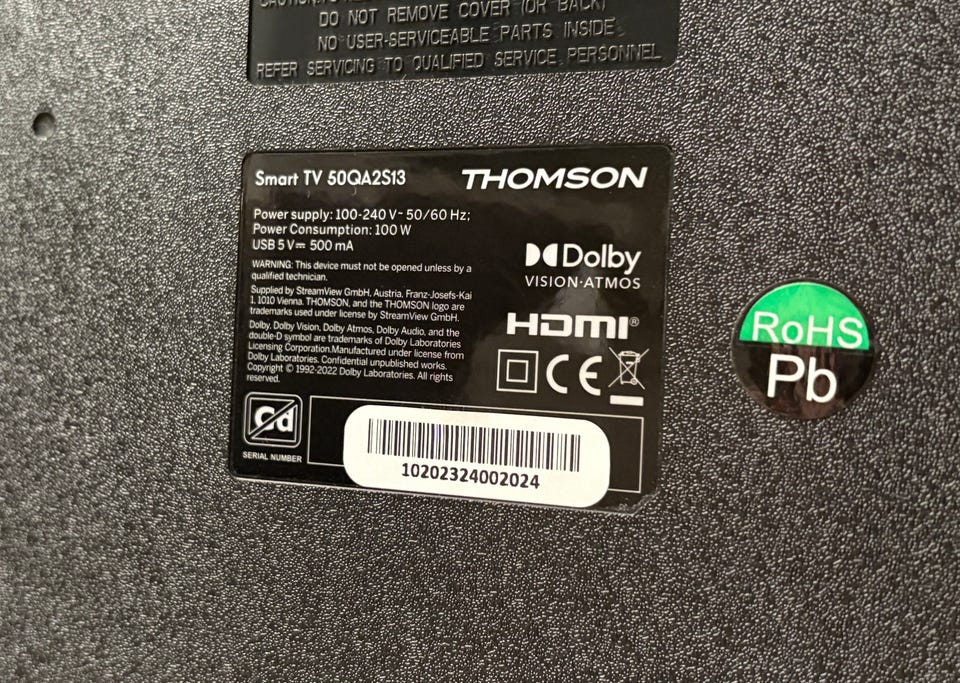 DO NOT REMOVE COVER (OR BACK)
NO USER-SERVICEABLE PARTS INSIDE
REFER SERVICING TO QUALIFIED SERVICE PERSONNEL
Smart TV 50QA2S13
THOMSON
Power supply: 100-240 V~ 50/60 Hz;
Power Consumption: 100 W
USB 5 V⎓ 500 mA
WARNING: This device must not be opened unless by a
qualified technician.
Supplied by StreamView GmbH, Austria, Franz-Josefs-Kai
1, 1010 Vienna. THOMSON, and the THOMSON logo are
trademarks used under license by StreamView GmbH.
Dolby, Dolby Vision, Dolby Atmos, Dolby Audio, and the
double-D symbol are trademarks of Dolby Laboratories
Licensing Corporation.Manufactured under license from
Dolby Laboratories. Confidential unpublished works.
Copyright © 1992-2022 Dolby Laboratories. All rights
reserved.
Dolby
VISION·ATMOS
HDMI®
CE
Cd
SERIAL NUMBER
10202324002024
RoHS
Pb